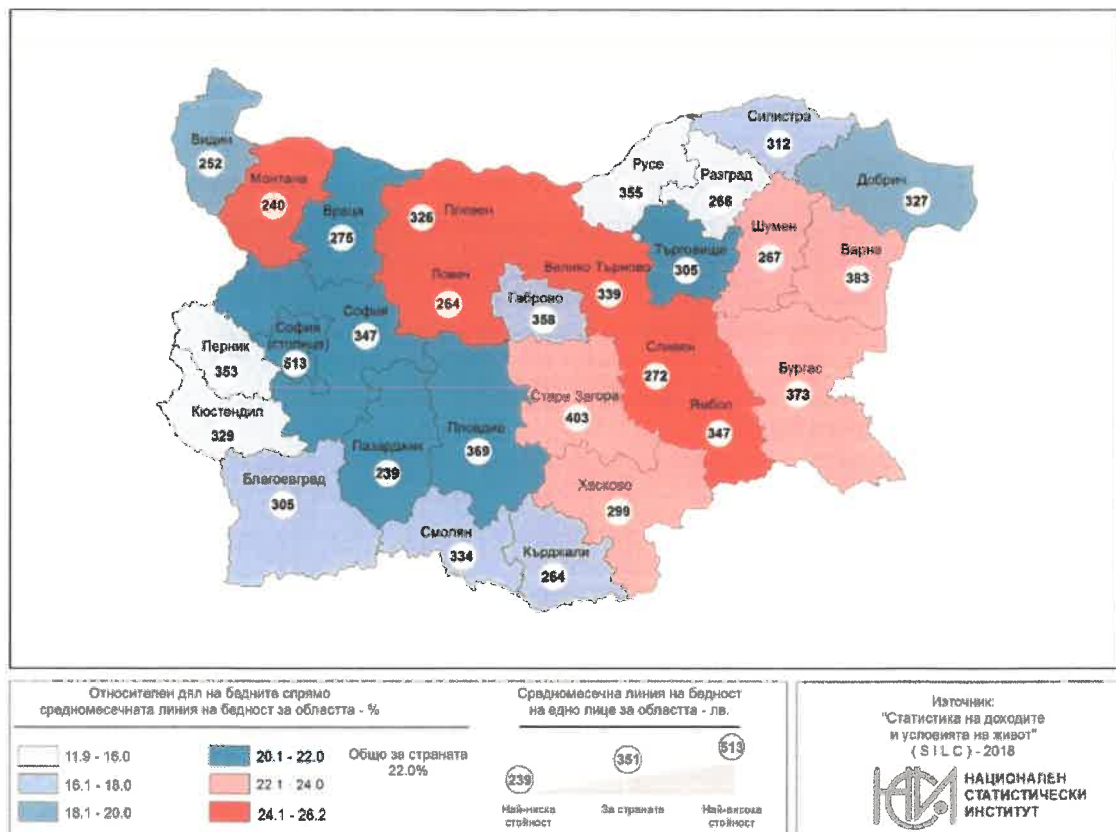 Силистра
312
Видин
252
Русе
355
Разград
266
Добрич
327
Монтана
240
Враца
275
Плевен
326
Шумен
267
Варна
383
Търговище
305
Велико Търново
339
Ловеч
264
Габрово
358
София
347
София
(столица)
513
Перник
353
Сливен
272
Бургас
373
Кюстендил
329
Стара Загора
403
Ямбол
347
Пловдив
369
Пазарджик
239
Благоевград
305
Хасково
299
Смолян
334
Кърджали
264
Относителен дял на бедните спрямо
средномесечната линия на бедност за областта - %
11.9 - 16.0
16.1 - 18.0
18.1 - 20.0
20.1 - 22.0
22.1 - 24.0
24.1 - 26.2
Общо за страната
22.0%
Средномесечна линия на бедност
на едно лице за областта - лв.
239
351
513
Най-ниска
стойност
За страната
Най-висока
стойност
Източник:
"Статистика на доходите
и условията на живот"
( S I L C ) - 2018
НСИ
НАЦИОНАЛЕН
СТАТИСТИЧЕСКИ
ИНСТИТУТ